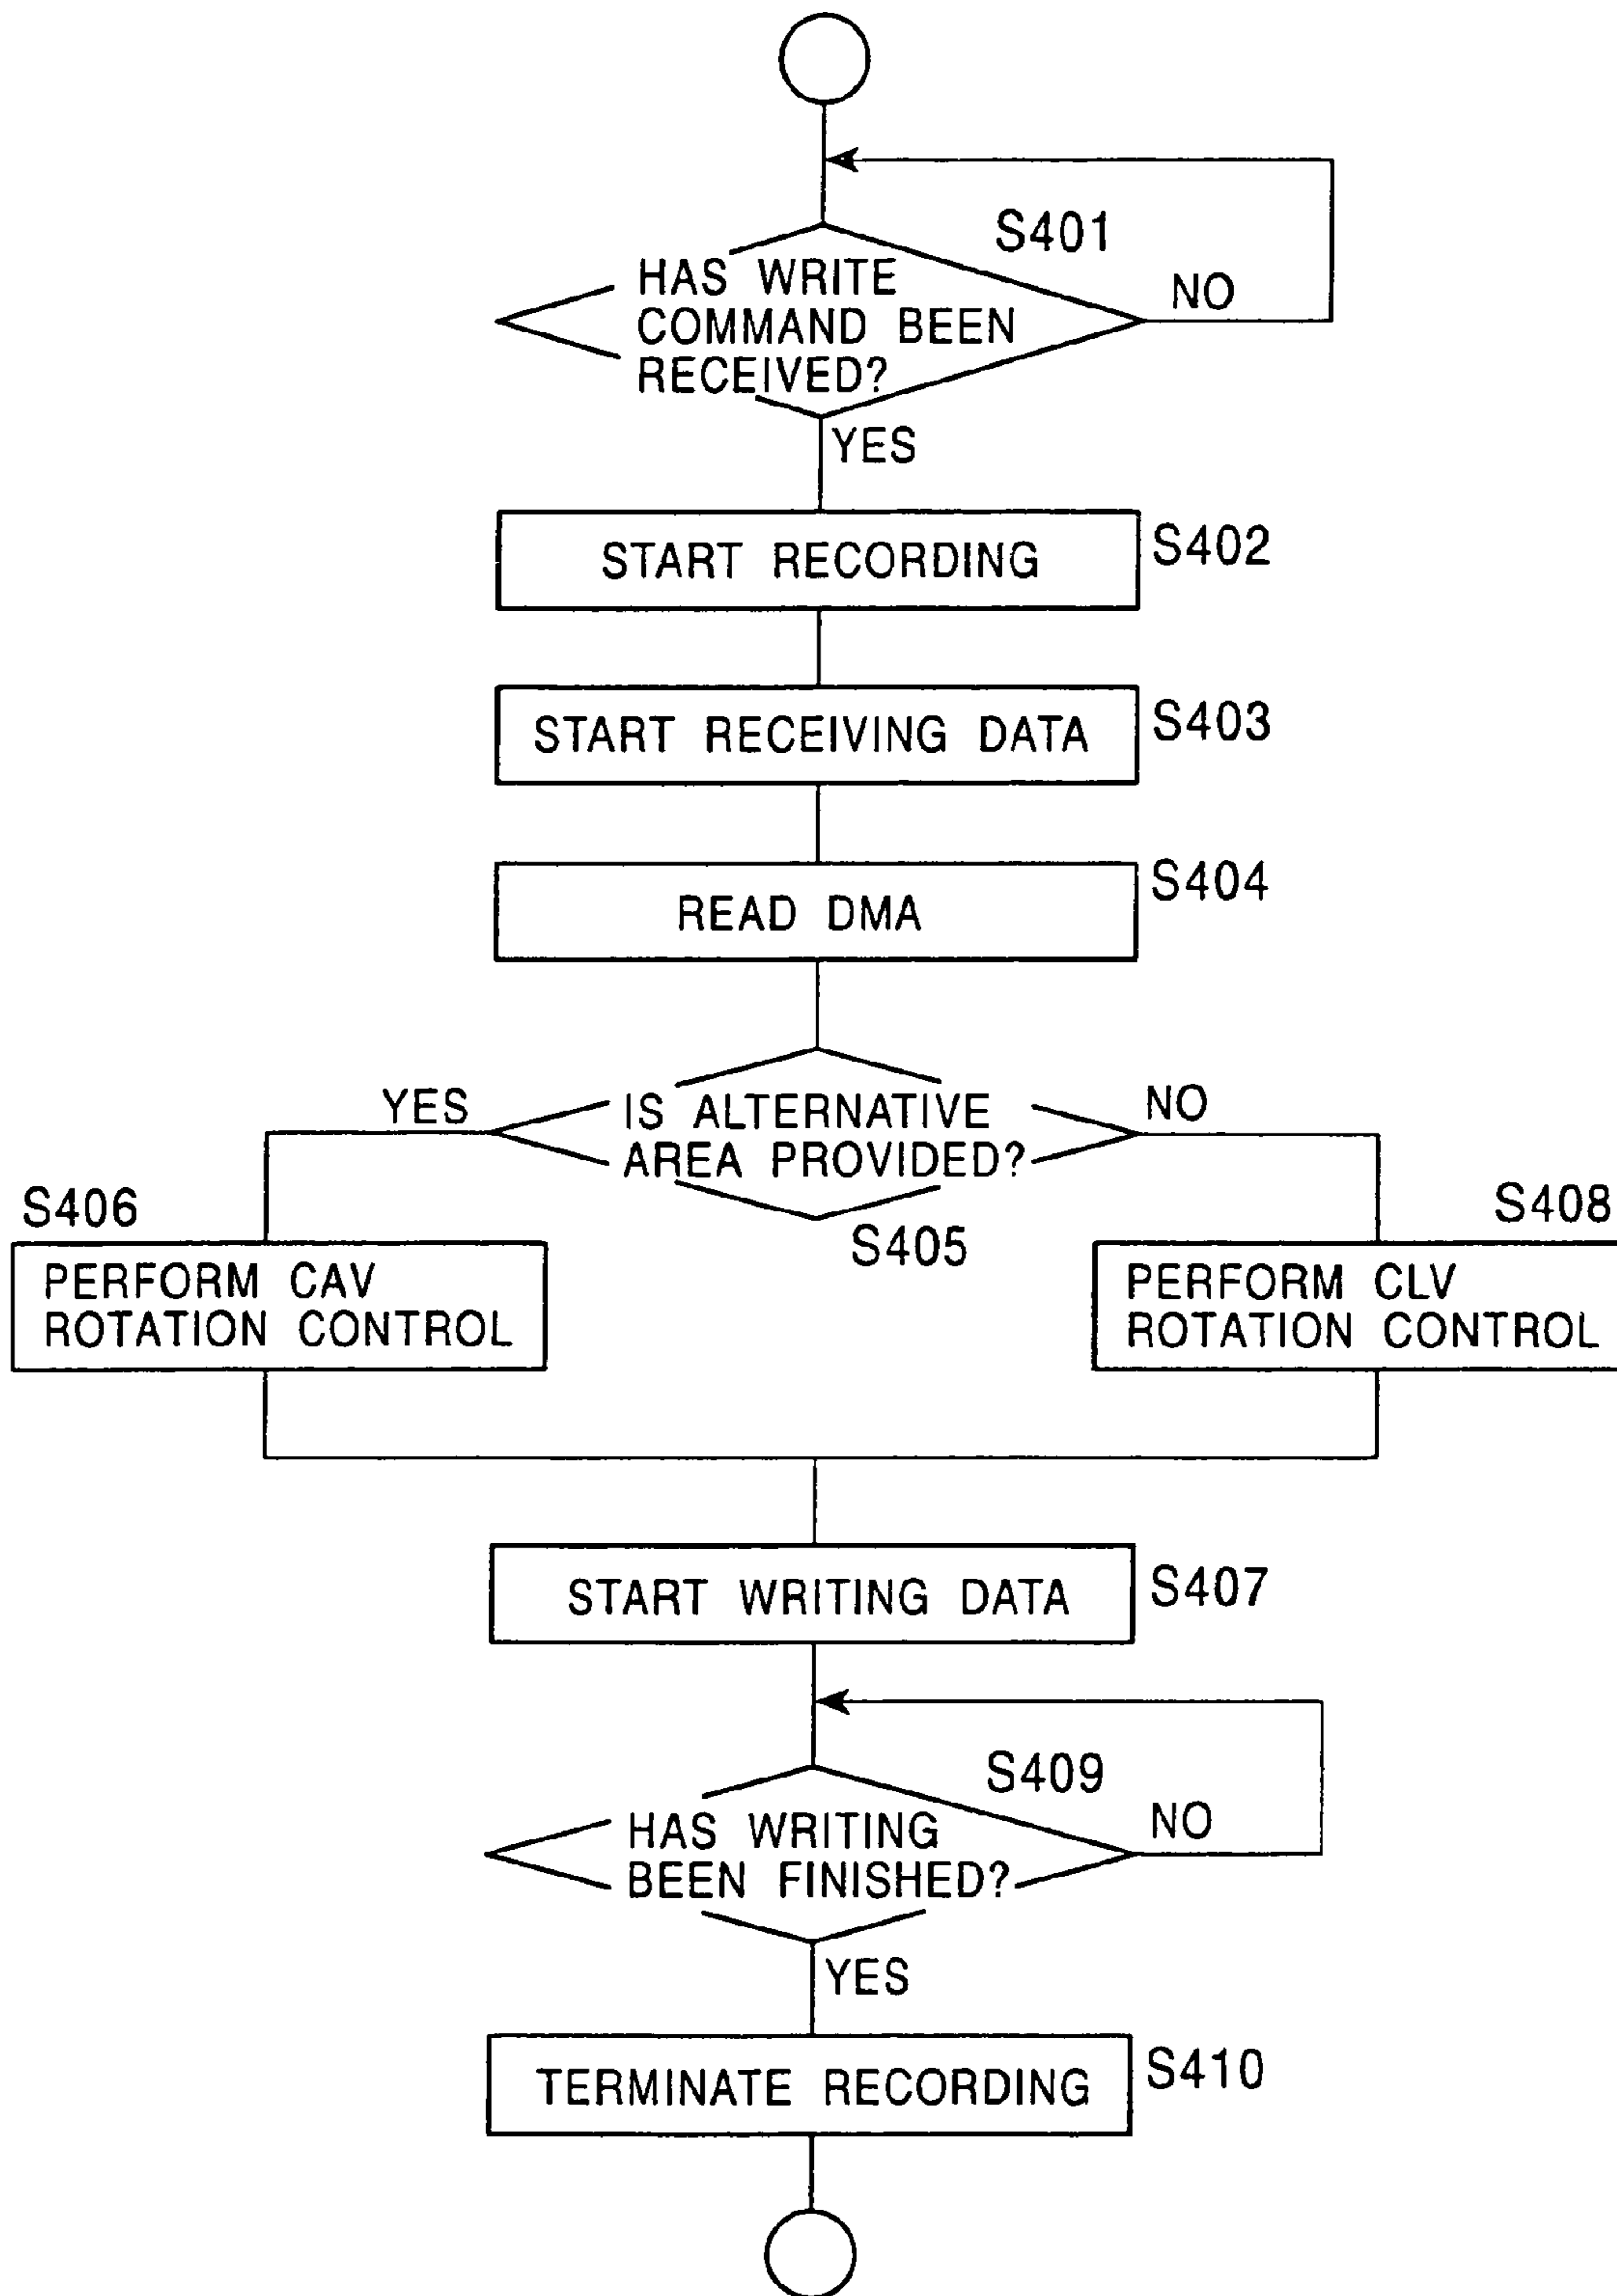 S401
HAS WRITE
COMMAND BEEN
RECEIVED?
NO
YES
START RECORDING
S402
START RECEIVING DATA
S403
READ DMA
S404
YES
IS ALTERNATIVE
AREA PROVIDED?
NO
S405
S406
PERFORM CAV
ROTATION CONTROL
S408
PERFORM CLV
ROTATION CONTROL
START WRITING DATA
S407
S409
HAS WRITING
BEEN FINISHED?
NO
YES
TERMINATE RECORDING
S410